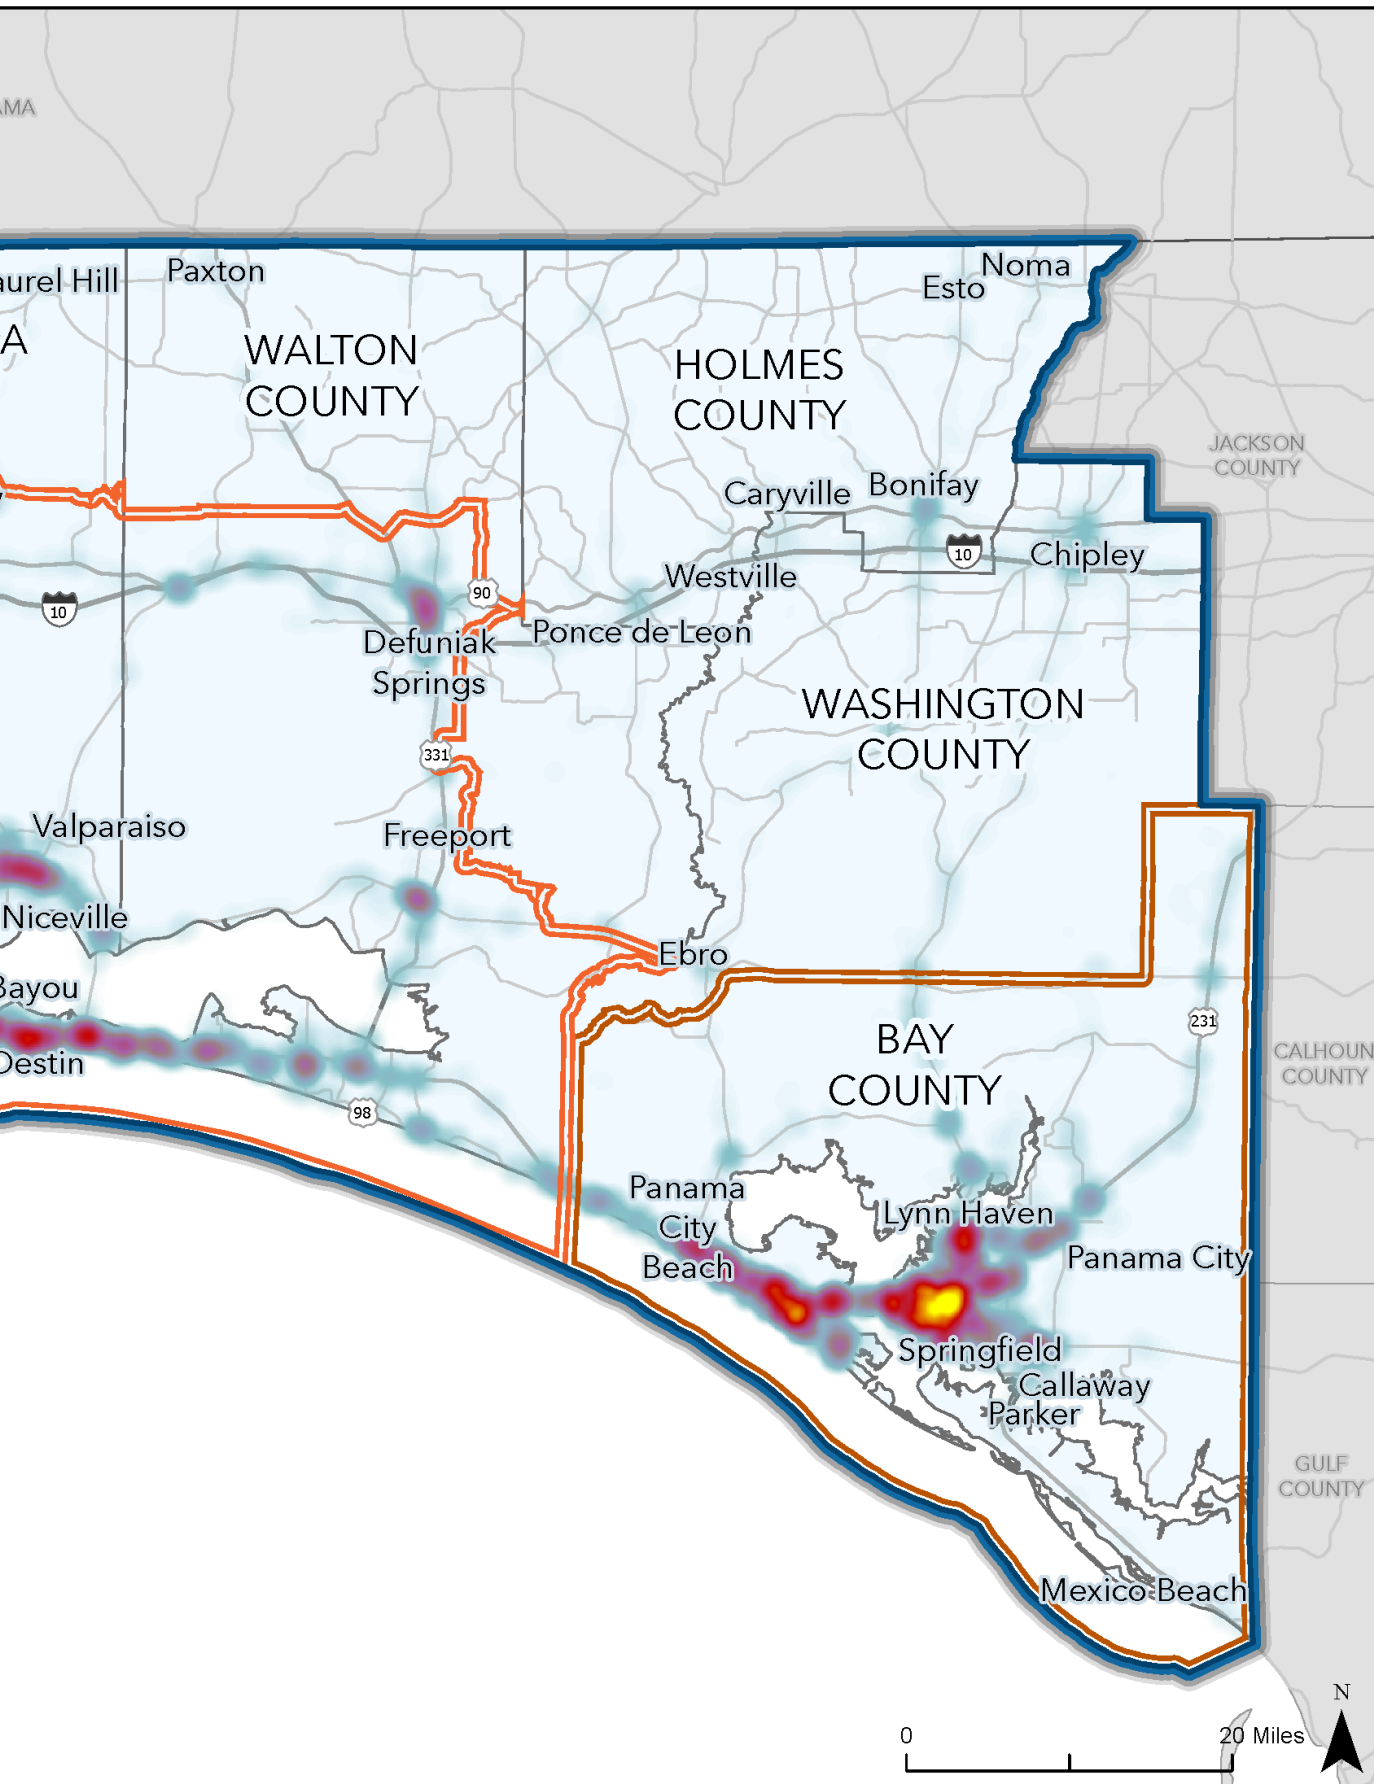 AMA
Noma
Paxton
aurel Hill
Esto
A
WALTON
COUNTY
HOLMES
COUNTY
JACKSON
COUNTY
Caryville
Bonifay
10
Chipley
Westville
90
10
Ponce de Leon
Defuniak
Springs
WASHINGTON
COUNTY
331
Valparaiso
Freeport
Niceville
Ebro
Bayou
231
BAY
COUNTY
CALHOUN
COUNTY
Destin
98
Panama
City
Beach
Lynn Haven
Panama City
Springfield
Callaway
Parker
GULF
COUNTY
Mexico Beach
N
0
20 Miles